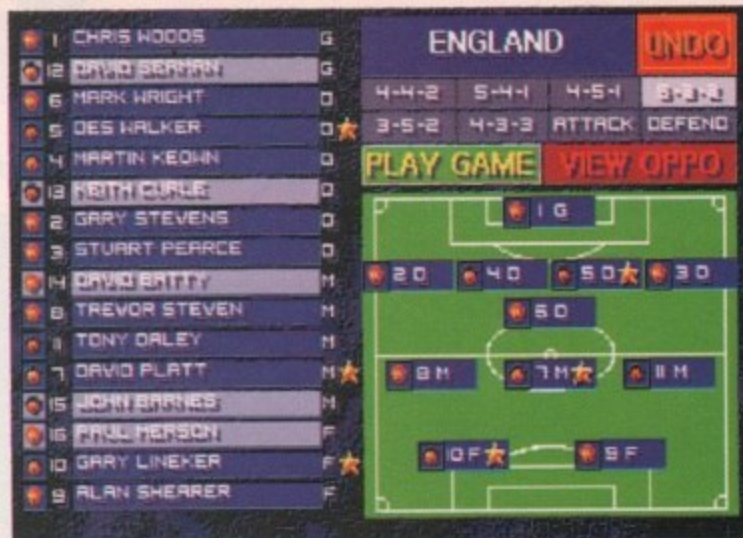 1 CHRIS WOODS G
12 DAVID SEAMAN G
6 MARK WRIGHT D
5 DES WALKER D
4 MARTIN KEOWN D
13 KEITH CURLE D
2 GARY STEVENS D
3 STUART PEARCE D
14 DAVID BATTY M
8 TREVOR STEVEN M
11 TONY DALEY M
7 DAVID PLATT M
15 JOHN BARNES M
16 PAUL MERSON F
10 GARY LINEKER F
9 ALAN SHEARER F
ENGLAND UNDO
4-4-2 5-4-1 4-5-1 5-3-2
3-5-2 4-3-3 ATTACK DEFEND
PLAY GAME VIEW OPPO
1 G
2 D 4 D 5 D 3 D
6 D
8 M 7 M 11 M
10 F 9 F